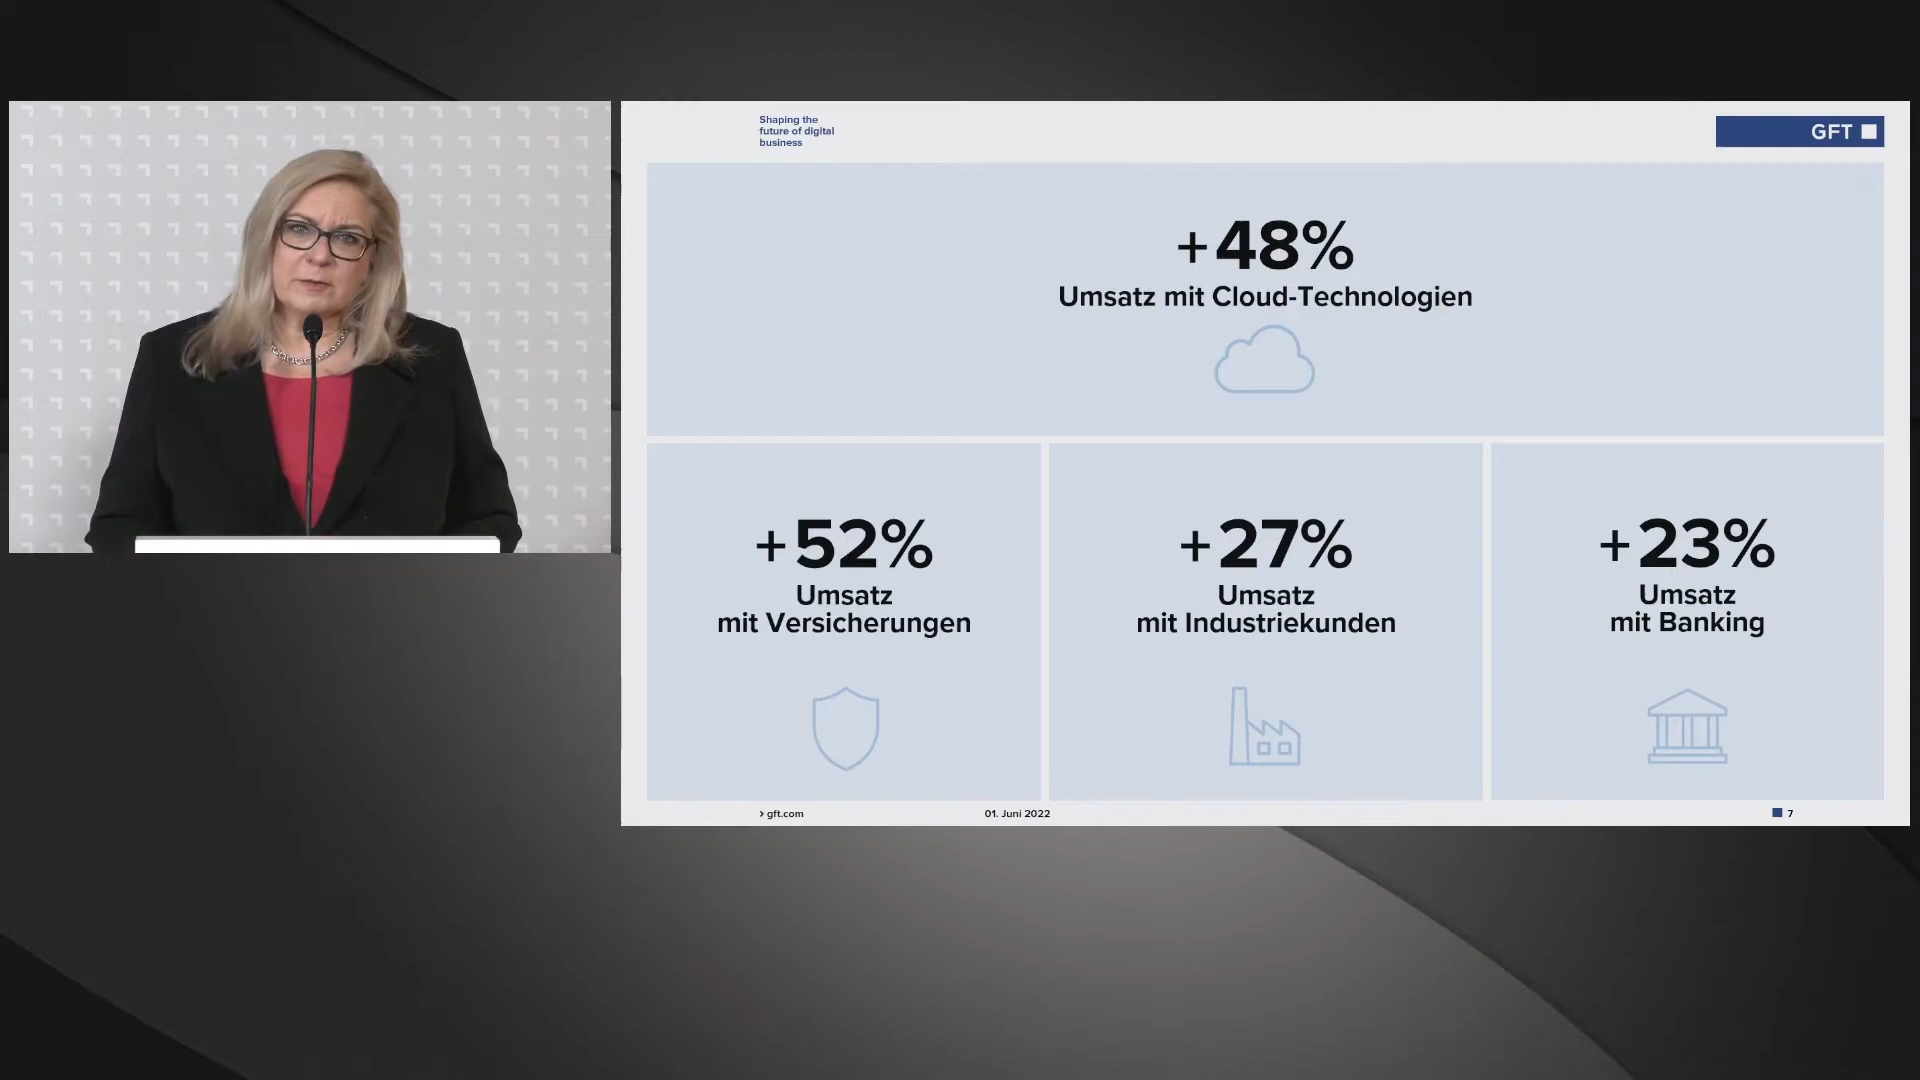 Shaping the
future of digital
business
GFT
+48%
Umsatz mit Cloud-Technologien
+52%
Umsatz
mit Versicherungen
+27%
Umsatz
mit Industriekunden
+23%
Umsatz
mit Banking
› gft.com
01. Juni 2022
7